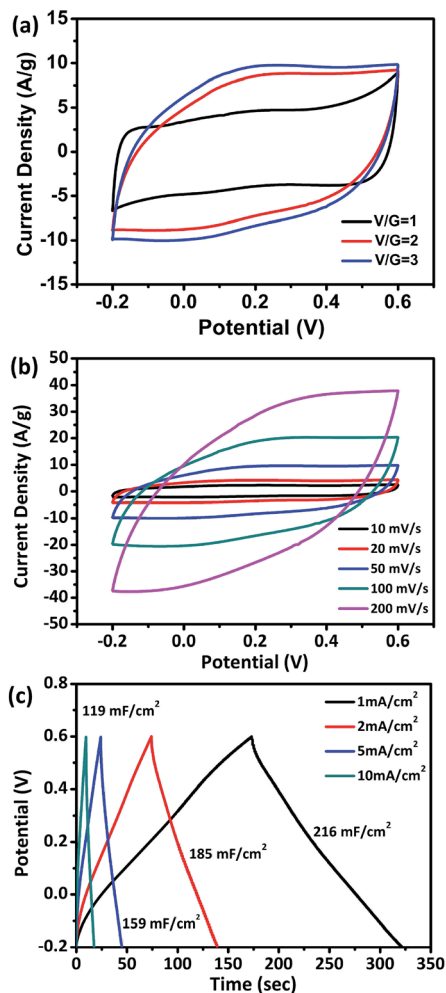 (a)
15
10
5
0
-5
-10
-15
Current Density (A/g)
V/G=1
V/G=2
V/G=3
-0.2 0.0 0.2 0.4 0.6
Potential (V)
(b)
50
40
30
20
10
0
-10
-20
-30
-40
-50
Current Density (A/g)
10 mV/s
20 mV/s
50 mV/s
100 mV/s
200 mV/s
-0.2 0.0 0.2 0.4 0.6
Potential (V)
(c)
0.8
0.6
0.4
0.2
0.0
-0.2
Potential (V)
119 mF/cm²
1mA/cm²
2mA/cm²
5mA/cm²
10mA/cm²
216 mF/cm²
185 mF/cm²
159 mF/cm²
0 50 100 150 200 250 300 350
Time (sec)